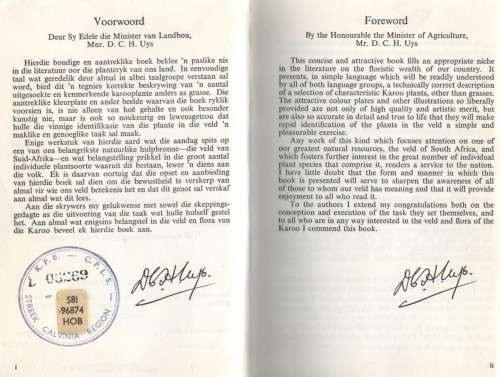 Voorwoord
Deur Sy Edele die Minister van Landbou,
Mnr. D. C. H. Uys
Hierdie bondige en aantreklike boek beklee 'n paslike nis
in die literatuur oor die planteryk van ons land. In eenvoudige
taal wat geredelik deur almal in albei taalgroepe verstaan sal
word, bied dit 'n tegnies korrekte beskrywing van 'n aantal
uitgesoekte en kenmerkende karooplante anders as grasse. Die
aantreklike kleurplate en ander beelde waarvan die boek ryklik
voorsien is, is nie alleen van hoë gehalte en ook besonder
kunstig nie, maar is ook so noukeurig en lewensgetrou dat
hulle die vinnige identifikasie van die plante in die veld 'n
maklike en genoeglike taak sal maak.
Enige werkstuk van hierdie aard wat die aandag spits op
een van ons belangrikste natuurlike hulpbronne—die veld van
Suid-Afrika—en wat belangstelling prikkel in die groot aantal
individuele plantsoorte waaruit dit bestaan, lewer 'n diens aan
die volk. Ek is daarvan oortuig dat die opset en aanbieding
van hierdie boek sal dien om die bewustheid te verskerp van
almal vir wie ons veld betekenis het en dat dit genot sal verskaf
aan almal wat dit lees.
Aan die skrywers my gelukwense met sowel die skeppings-
gedagte as die uitvoering van die taak wat hulle hulself gestel
het. Aan almal wat enigsins belangstel in die veld en flora van
die Karoo beveel ek hierdie boek aan.
K.P.B. — C.P.L.S.
L 03269
581
·96874
HOB
STREEK CALVINIA REGION
D C H Uys.
i
Foreword
By the Honourable the Minister of Agriculture,
Mr. D. C. H. Uys
This concise and attractive book fills an appropriate niche
in the literature on the floristic wealth of our country. It
presents, in simple language which will be readily understood
by all of both language groups, a technically correct description
of a selection of characteristic Karoo plants, other than grasses.
The attractive colour plates and other illustrations so liberally
provided are not only of high quality and artistic merit, but
are also so accurate in detail and true to life that they will make
rapid identification of the plants in the veld a simple and
pleasurable exercise.
Any work of this kind which focuses attention on one of
our greatest natural resources, the veld of South Africa, and
which fosters further interest in the great number of individual
plant species that comprise it, renders a service to the nation.
I have little doubt that the form and manner in which this
book is presented will serve to sharpen the awareness of all
of those to whom our veld has meaning and that it will provide
enjoyment to all who read it.
To the authors I extend my congratulations both on the
conception and execution of the task they set themselves, and
to all who are in any way interested in the veld and flora of the
Karoo I commend this book.
D C H Uys.
ii